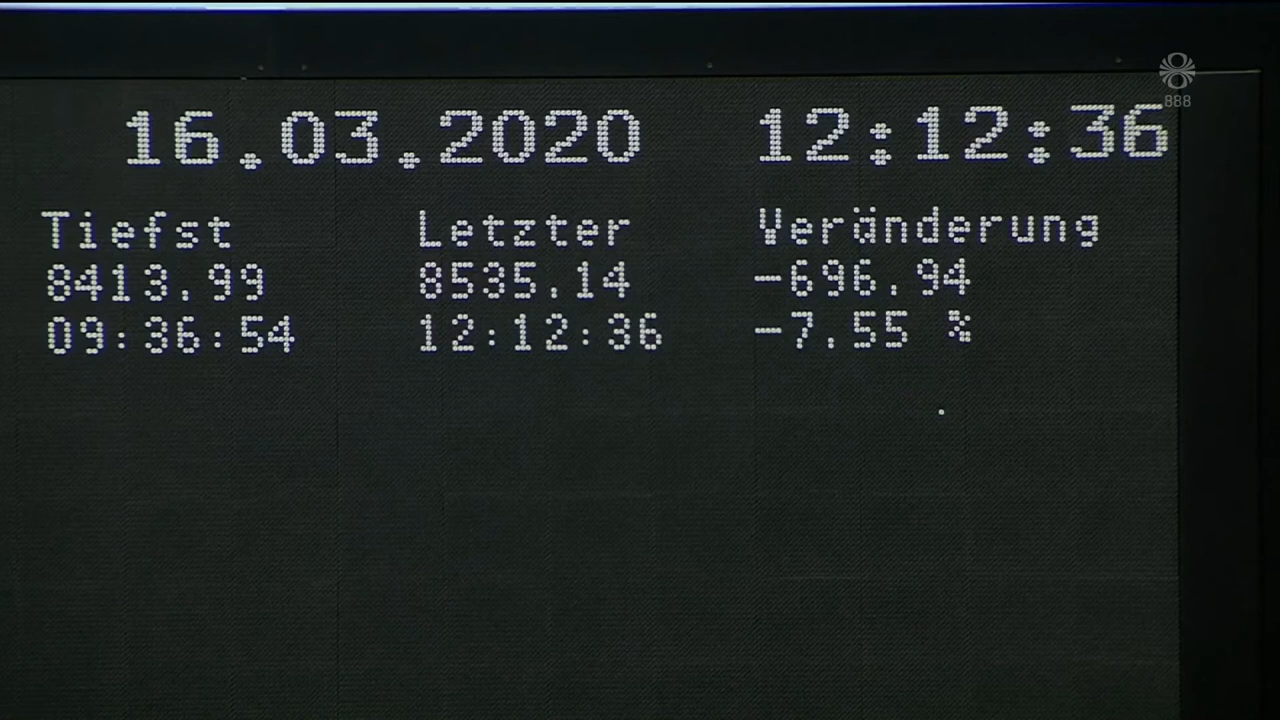 888
16.03.2020 12:12:36
Tiefst Letzter Veränderung
8413.99 8535.14 -696.94
09:36:54 12:12:36 -7.55 %